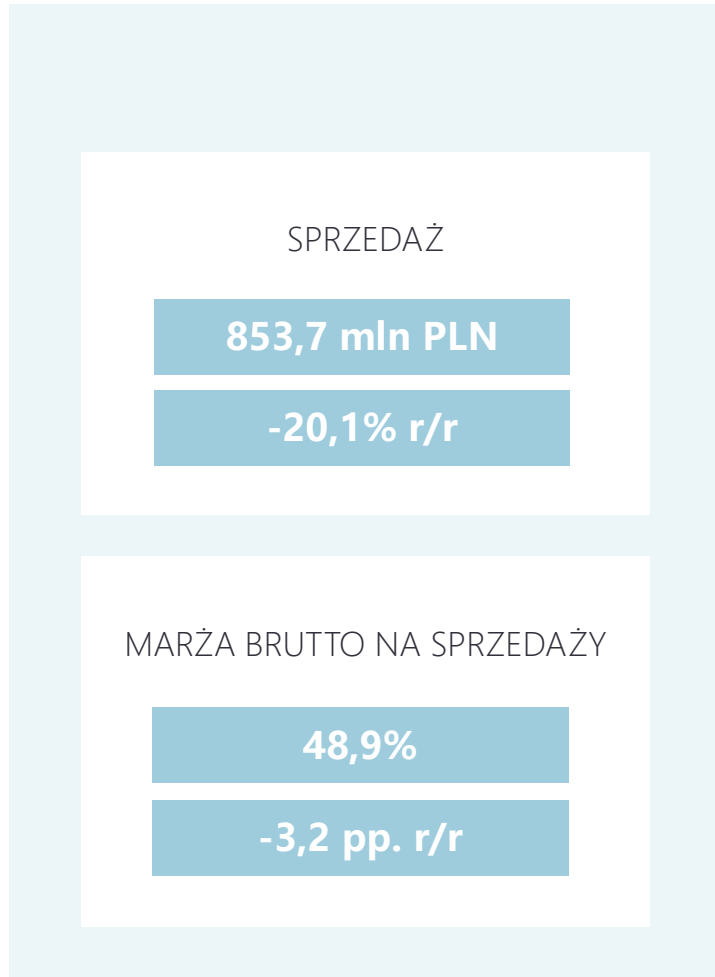 SPRZEDAŻ
853,7 mln PLN
-20,1% r/r
MARŻA BRUTTO NA SPRZEDAŻY
48,9%
-3,2 pp. r/r